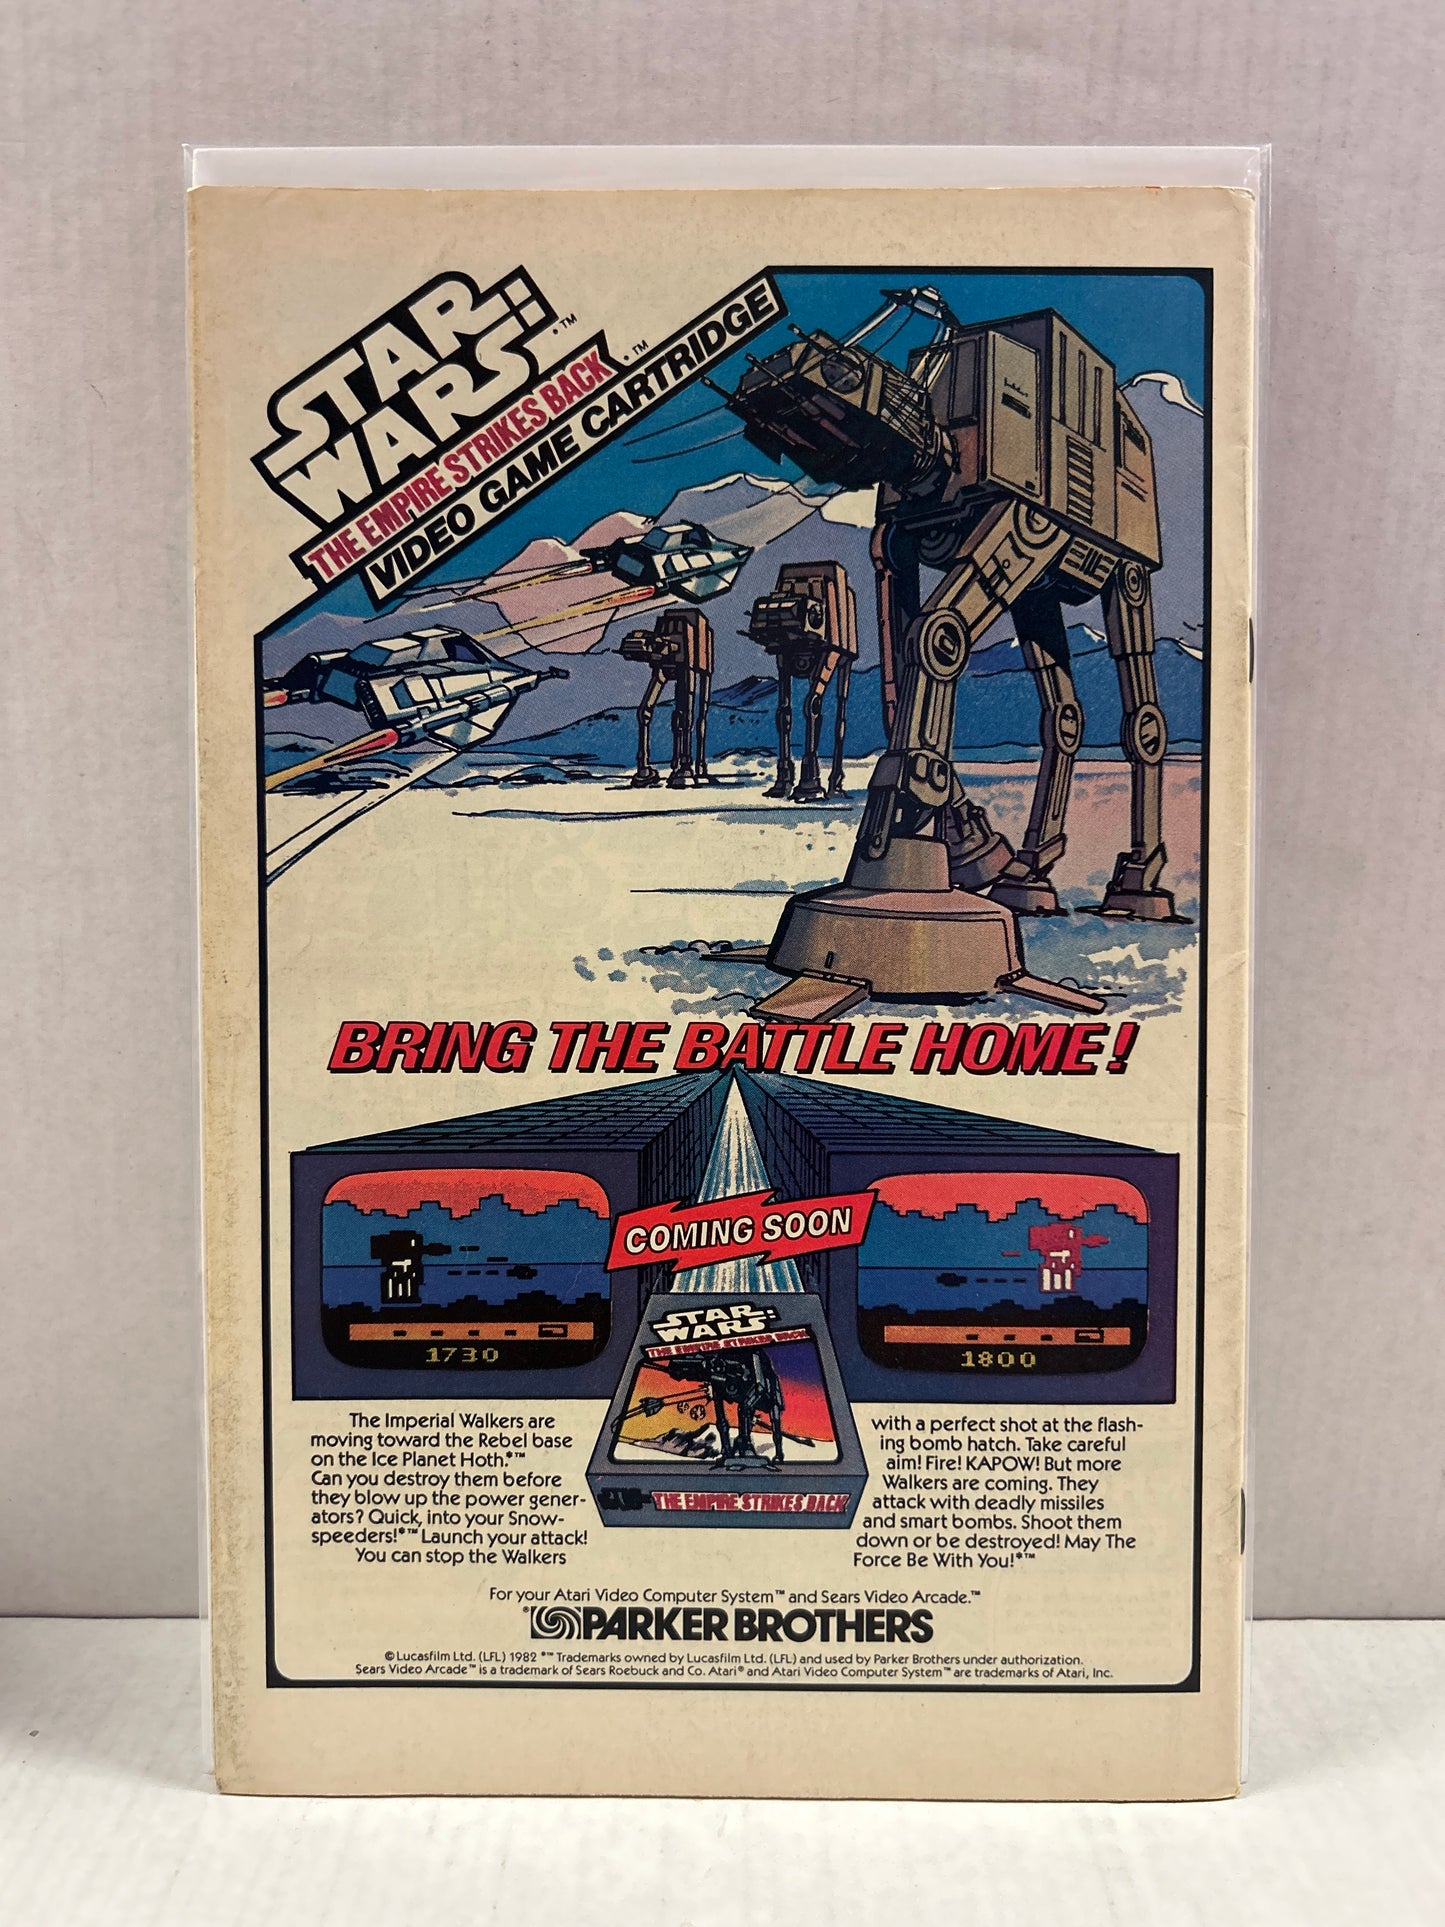 STAR
WARS:™
THE EMPIRE STRIKES BACK•™
VIDEO GAME CARTRIDGE
BRING THE BATTLE HOME!
COMING SOON
1730
1800
STAR
WARS:
THE EMPIRE STRIKES BACK
THE EMPIRE STRIKES BACK
The Imperial Walkers are
moving toward the Rebel base
on the Ice Planet Hoth.®™
Can you destroy them before
they blow up the power gener-
ators? Quick, into your Snow-
speeders!®™ Launch your attack!
You can stop the Walkers
with a perfect shot at the flash-
ing bomb hatch. Take careful
aim! Fire! KAPOW! But more
Walkers are coming. They
attack with deadly missiles
and smart bombs. Shoot them
down or be destroyed! May The
Force Be With You!®™
For your Atari Video Computer System™ and Sears Video Arcade.™
® PARKER BROTHERS
© Lucasfilm Ltd. (LFL) 1982 ®™ Trademarks owned by Lucasfilm Ltd. (LFL) and used by Parker Brothers under authorization.
Sears Video Arcade™ is a trademark of Sears Roebuck and Co. Atari® and Atari Video Computer System™ are trademarks of Atari, Inc.